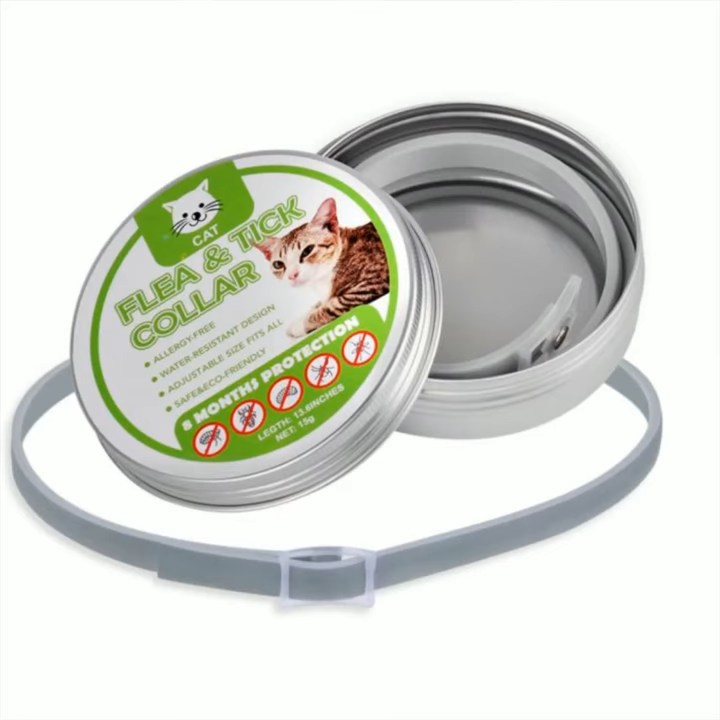 CAT
FLEA & TICK
COLLAR
ALLERGY-FREE
WATER-RESISTANT DESIGN
ADJUSTABLE SIZE FITS ALL
SAFE&ECO-FRIENDLY
8 MONTHS PROTECTION
LEGTH: 13.6INCHES
NET: 15g